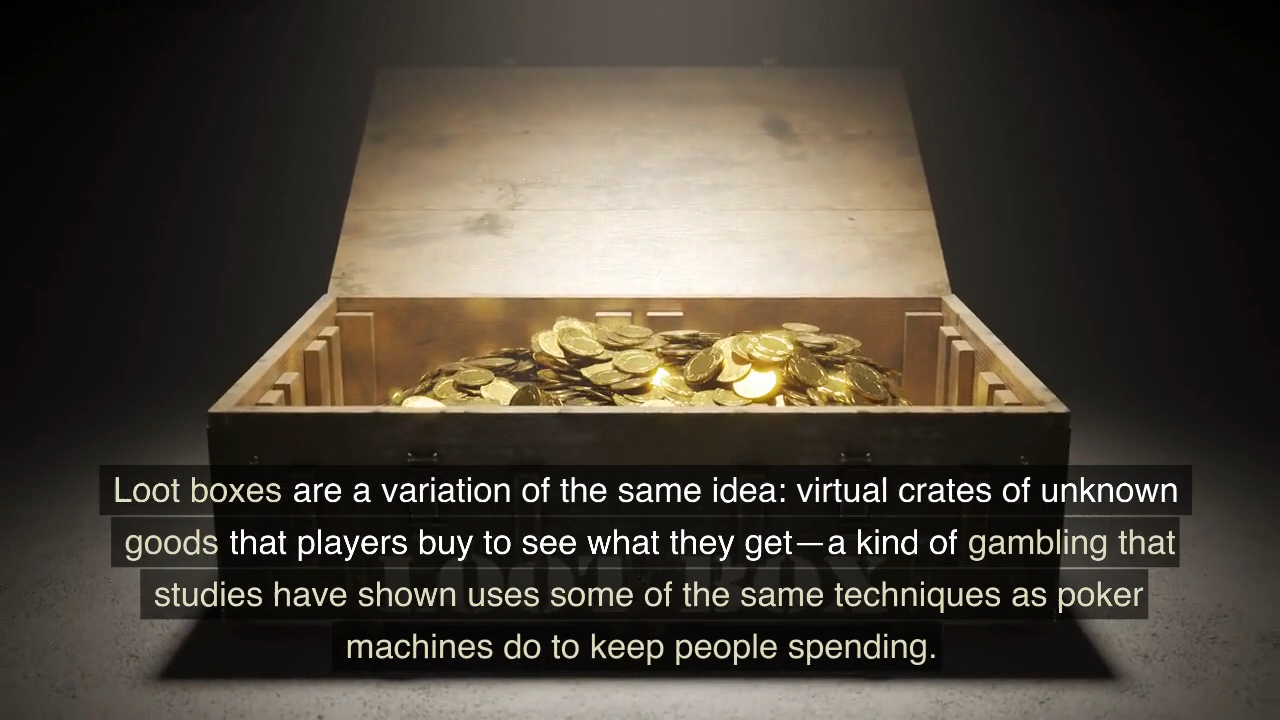 Loot boxes are a variation of the same idea: virtual crates of unknown
goods that players buy to see what they get—a kind of gambling that
studies have shown uses some of the same techniques as poker
machines do to keep people spending.
LOOT BOX